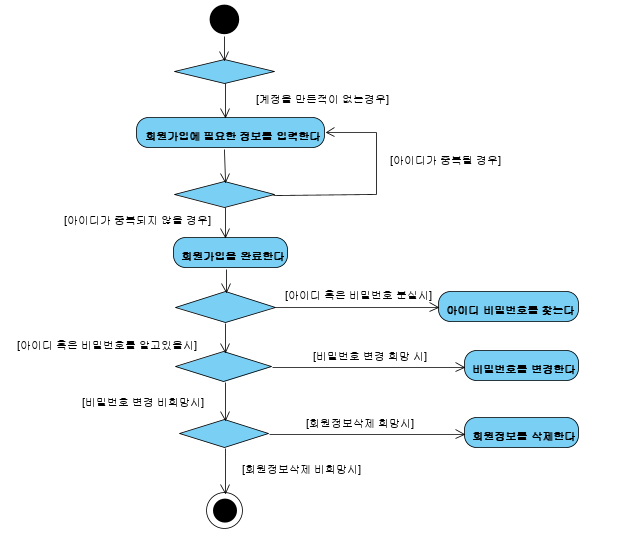 [계정을 만든적이 없는경우]
회원가입에 필요한 정보를 입력한다
[아이디가 중복될 경우]
[아이디가 중복되지 않을 경우]
회원가입을 완료한다
[아이디 혹은 비밀번호 분실시]
아이디 비밀번호를 찾는다
[아이디 혹은 비밀번호를 알고있을시]
[비밀번호 변경 희망 시]
비밀번호를 변경한다
[비밀번호 변경 비희망시]
[회원정보삭제 희망시]
회원정보를 삭제한다
[회원정보삭제 비희망시]